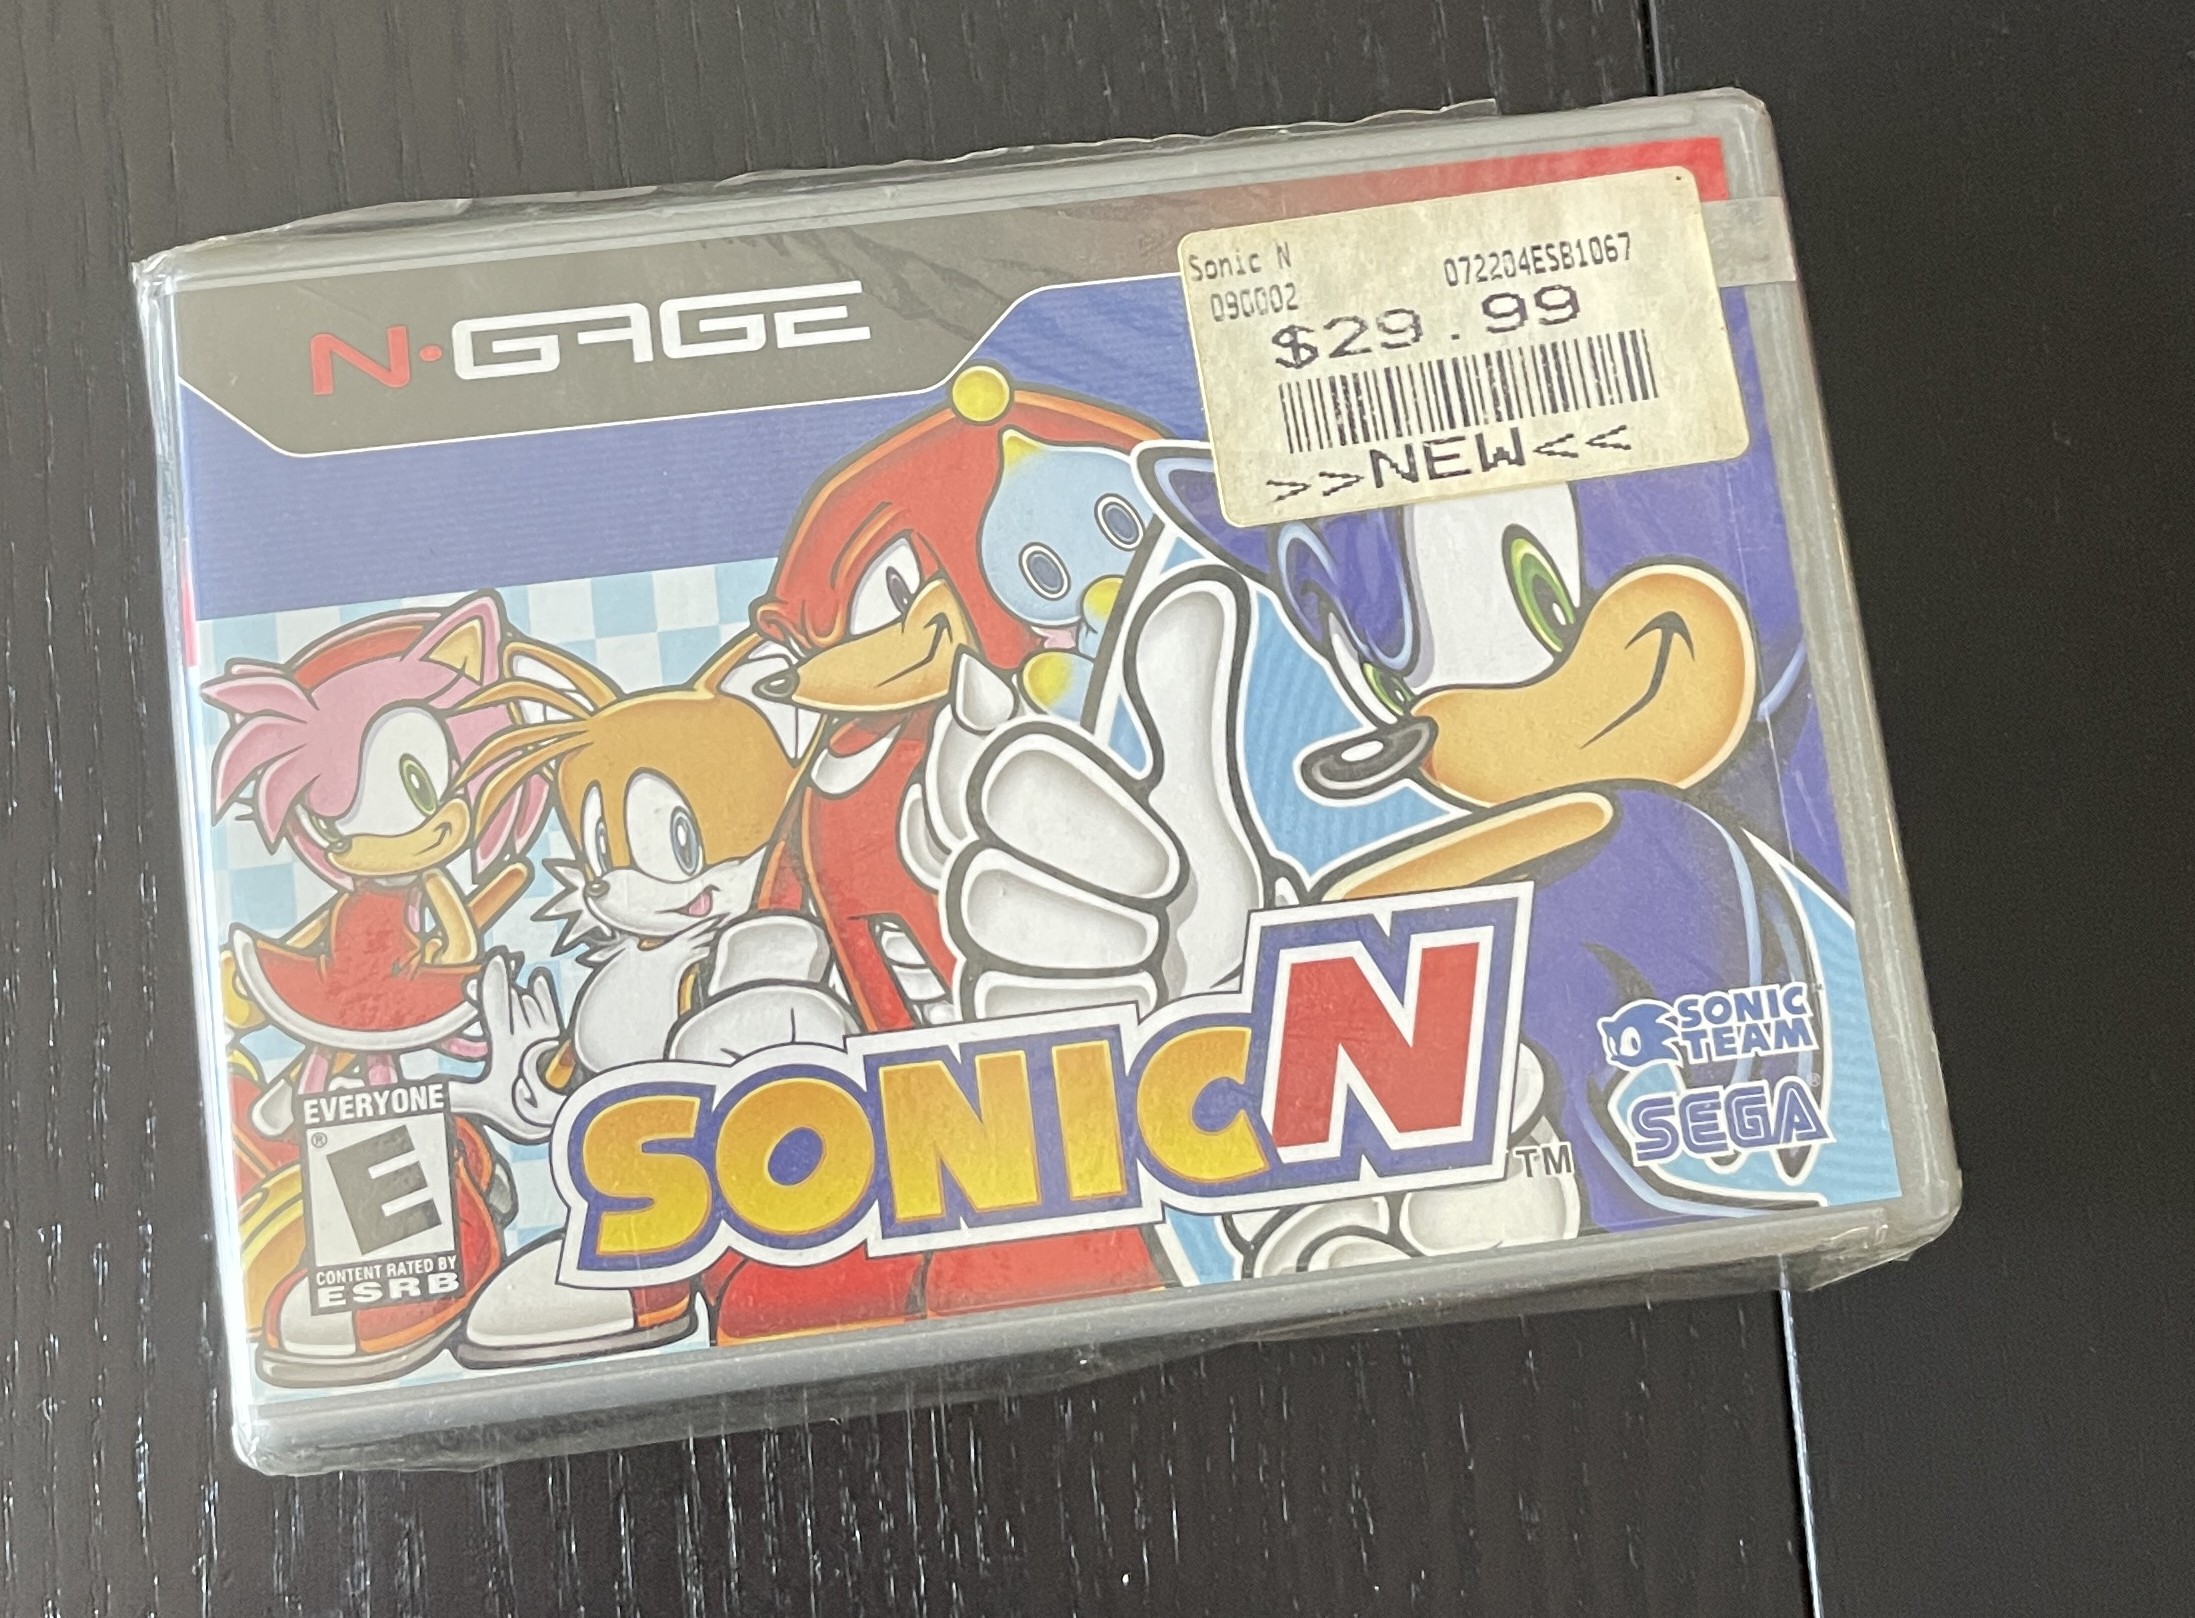 N·GAGE
Sonic N 072204ESB1067
090002
$29.99
>>NEW<<
EVERYONE
®
E
CONTENT RATED BY
ESRB
SONICN
TM
SONIC
TEAM
SEGA®